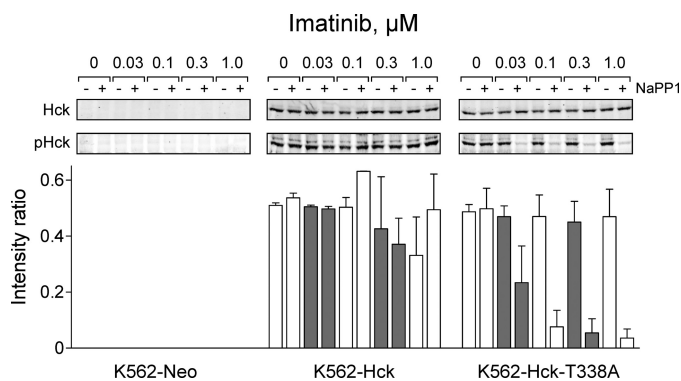 Imatinib, µM
0 0.03 0.1 0.3 1.0 0 0.03 0.1 0.3 1.0 0 0.03 0.1 0.3 1.0
- + - + - + - + - + - + - + - + - + - + - + - + - + - + - + NaPP1
Hck
pHck
0.6
0.4
0.2
0
Intensity ratio
K562-Neo K562-Hck K562-Hck-T338A